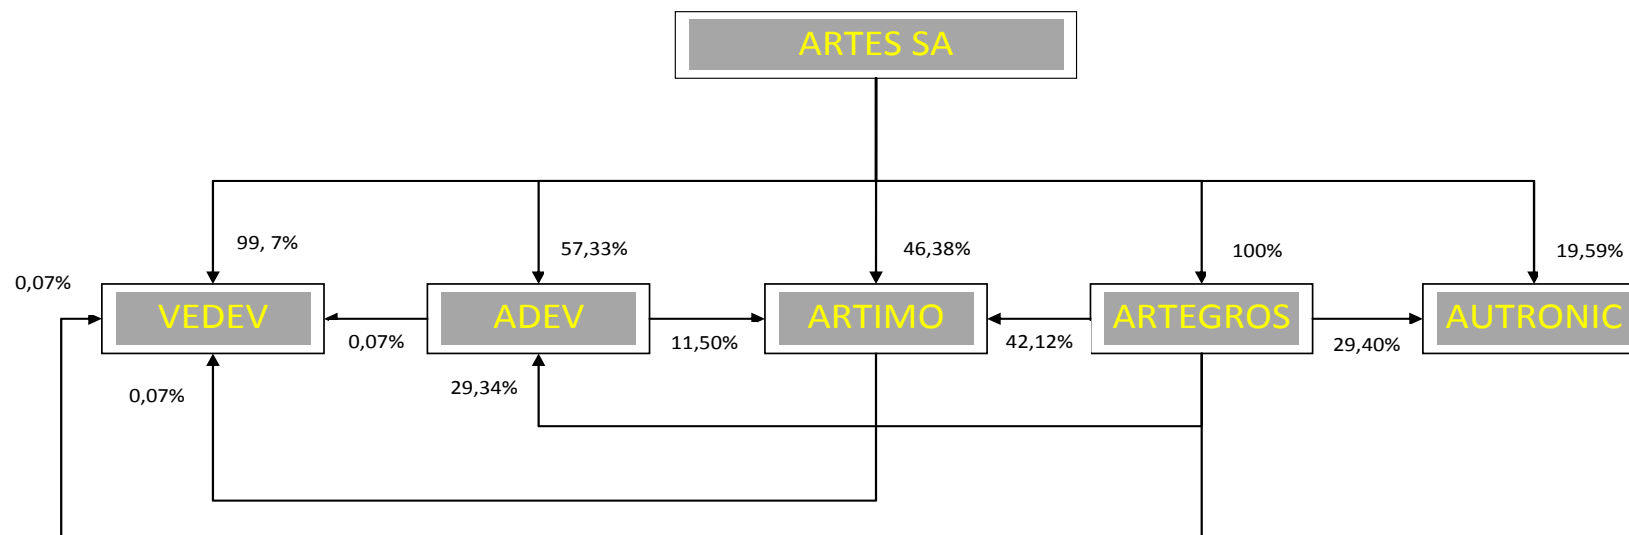 ARTES SA
99, 7%
57,33%
46,38%
100%
19,59%
0,07%
VEDEV
ADEV
ARTIMO
ARTEGROS
AUTRONIC
0,07%
11,50%
42,12%
29,40%
0,07%
29,34%